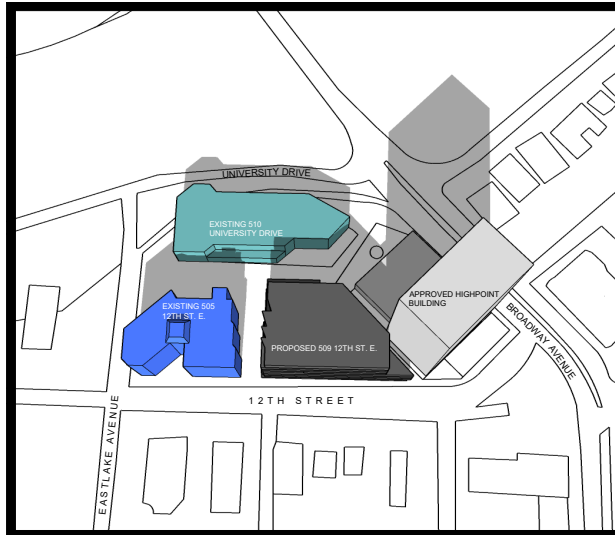 UNIVERSITY DRIVE
EXISTING 510
UNIVERSITY DRIVE
APPROVED HIGHPOINT
BUILDING
EXISTING 505
12TH ST. E.
PROPOSED 509 12TH ST. E.
BROADWAY AVENUE
12TH STREET
EASTLAKE AVENUE